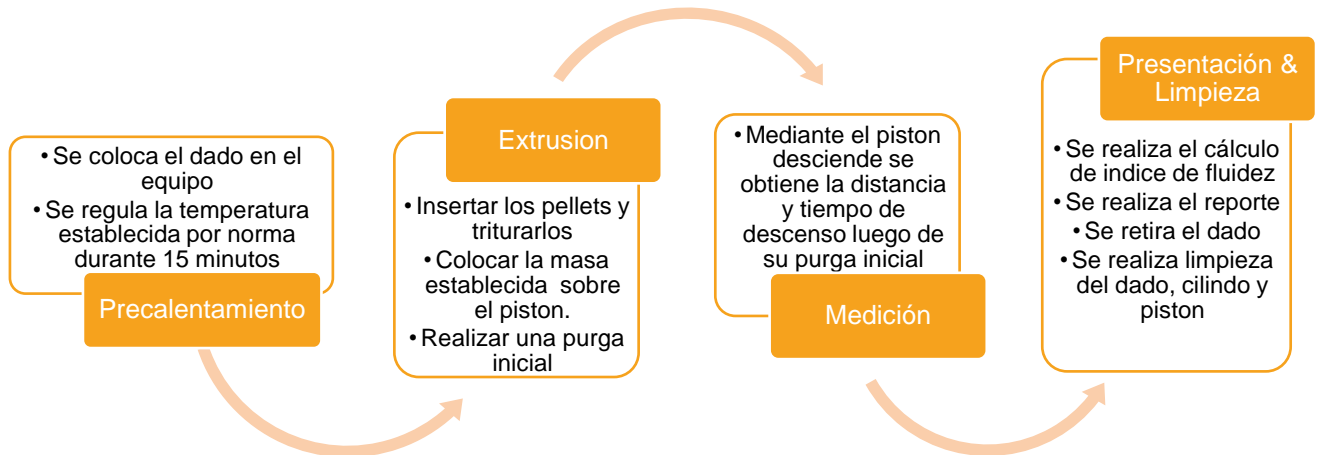 • Se coloca el dado en el
equipo
• Se regula la temperatura
establecida por norma
durante 15 minutos
Precalentamiento
Extrusion
• Insertar los pellets y
triturarlos
• Colocar la masa
establecida sobre
el piston.
• Realizar una purga
inicial
• Mediante el piston
desciende se
obtiene la distancia
y tiempo de
descenso luego de
su purga inicial
Medición
Presentación &
Limpieza
• Se realiza el cálculo
de indice de fluidez
• Se realiza el reporte
• Se retira el dado
• Se realiza limpieza
del dado, cilindo y
piston